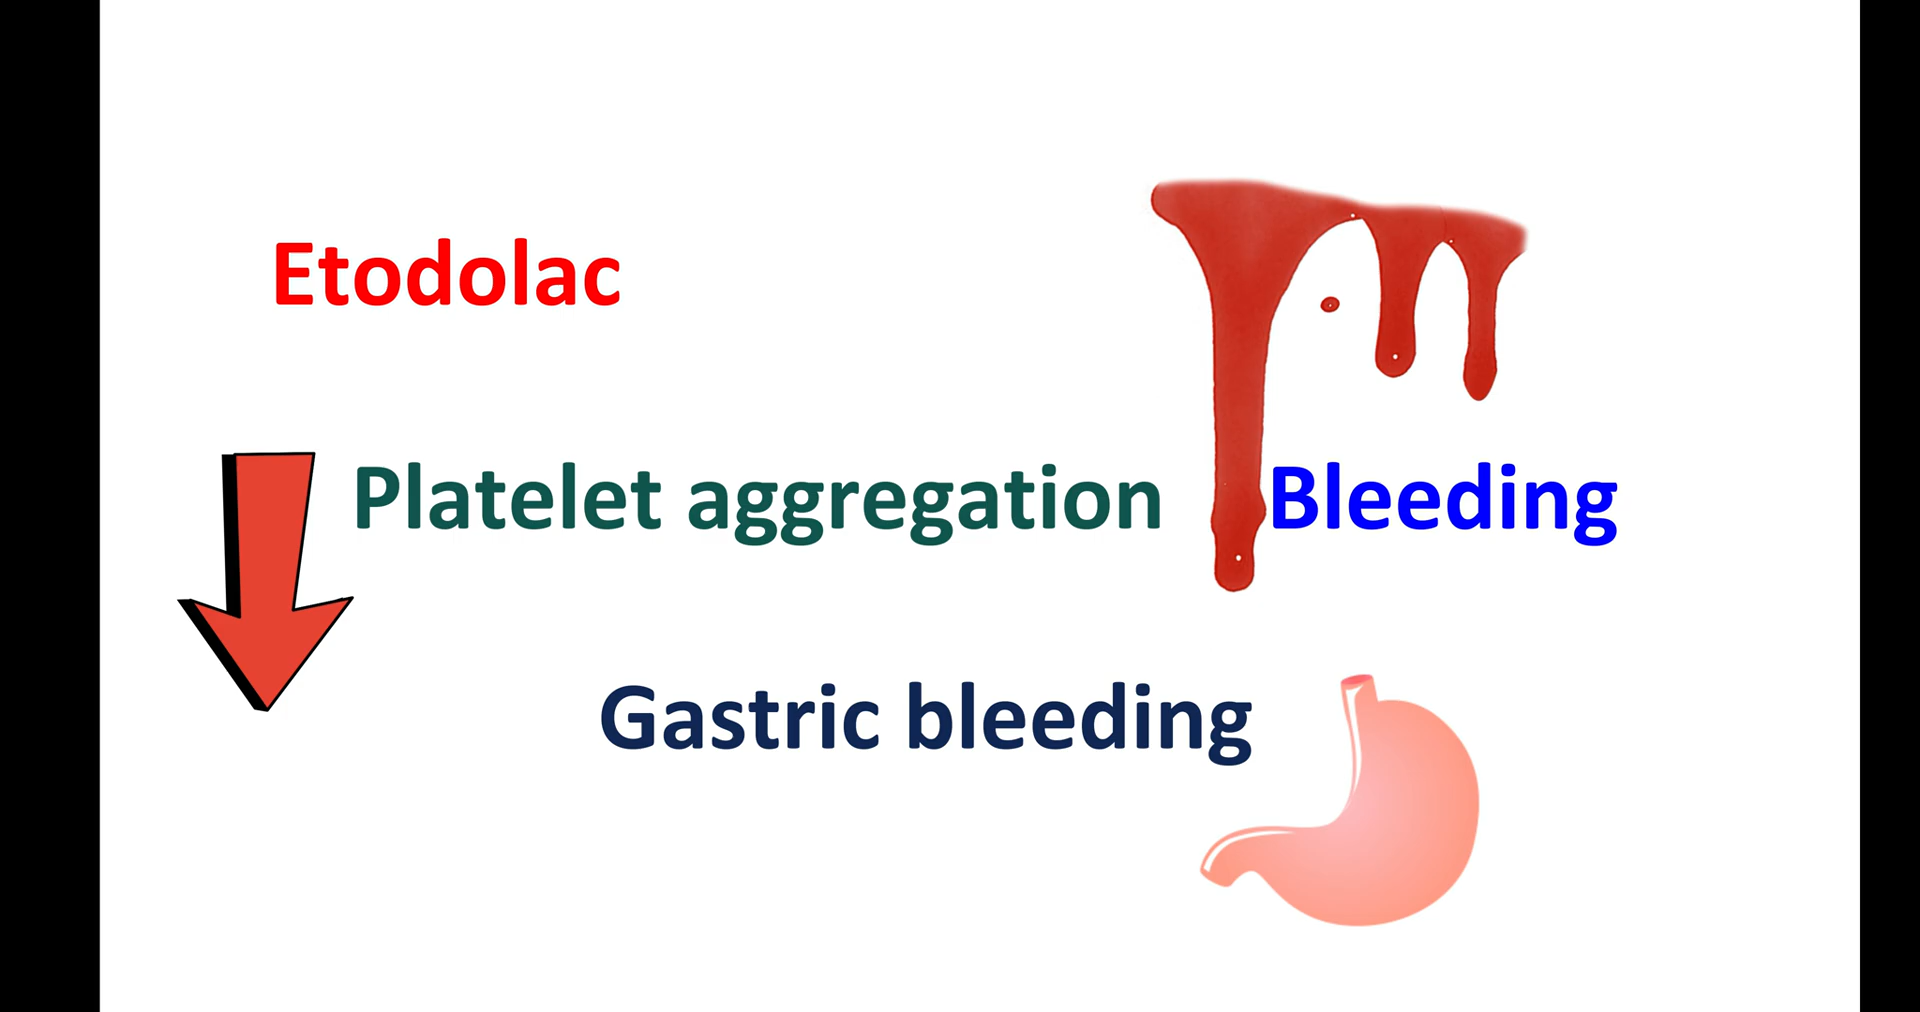 Etodolac
Platelet aggregation
Bleeding
Gastric bleeding